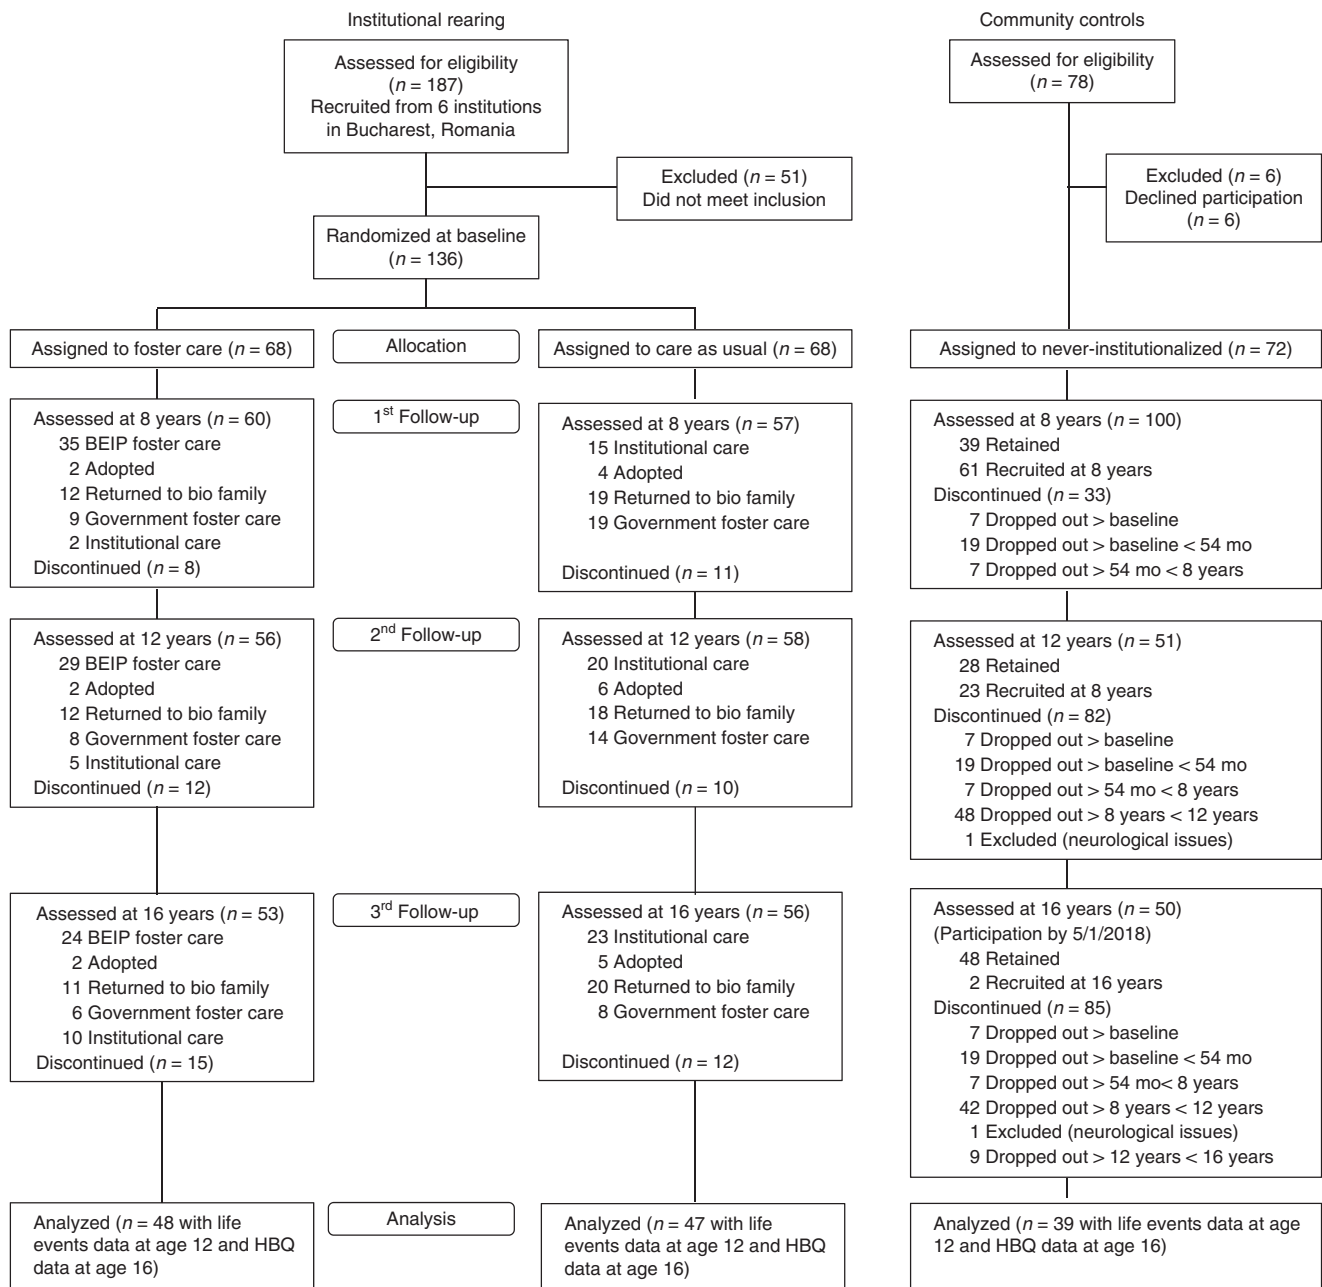 Institutional rearing
Assessed for eligibility
(n = 187)
Recruited from 6 institutions
in Bucharest, Romania
Excluded (n = 51)
Did not meet inclusion
Randomized at baseline
(n = 136)
Community controls
Assessed for eligibility
(n = 78)
Excluded (n = 6)
Declined participation
(n = 6)
Assigned to foster care (n = 68)
Allocation
Assigned to care as usual (n = 68)
Assigned to never-institutionalized (n = 72)
Assessed at 8 years (n = 60)
35 BEIP foster care
2 Adopted
12 Returned to bio family
9 Government foster care
2 Institutional care
Discontinued (n = 8)
1st Follow-up
Assessed at 8 years (n = 57)
15 Institutional care
4 Adopted
19 Returned to bio family
19 Government foster care
Discontinued (n = 11)
Assessed at 8 years (n = 100)
39 Retained
61 Recruited at 8 years
Discontinued (n = 33)
7 Dropped out > baseline
19 Dropped out > baseline < 54 mo
7 Dropped out > 54 mo < 8 years
Assessed at 12 years (n = 56)
29 BEIP foster care
2 Adopted
12 Returned to bio family
8 Government foster care
5 Institutional care
Discontinued (n = 12)
2nd Follow-up
Assessed at 12 years (n = 58)
20 Institutional care
6 Adopted
18 Returned to bio family
14 Government foster care
Discontinued (n = 10)
Assessed at 12 years (n = 51)
28 Retained
23 Recruited at 8 years
Discontinued (n = 82)
7 Dropped out > baseline
19 Dropped out > baseline < 54 mo
7 Dropped out > 54 mo < 8 years
48 Dropped out > 8 years < 12 years
1 Excluded (neurological issues)
Assessed at 16 years (n = 53)
24 BEIP foster care
2 Adopted
11 Returned to bio family
6 Government foster care
10 Institutional care
Discontinued (n = 15)
3rd Follow-up
Assessed at 16 years (n = 56)
23 Institutional care
5 Adopted
20 Returned to bio family
8 Government foster care
Discontinued (n = 12)
Assessed at 16 years (n = 50)
(Participation by 5/1/2018)
48 Retained
2 Recruited at 16 years
Discontinued (n = 85)
7 Dropped out > baseline
19 Dropped out > baseline < 54 mo
7 Dropped out > 54 mo< 8 years
42 Dropped out > 8 years < 12 years
1 Excluded (neurological issues)
9 Dropped out > 12 years < 16 years
Analyzed (n = 48 with life
events data at age 12 and HBQ
data at age 16)
Analysis
Analyzed (n = 47 with life
events data at age 12 and HBQ
data at age 16)
Analyzed (n = 39 with life events data at age
12 and HBQ data at age 16)